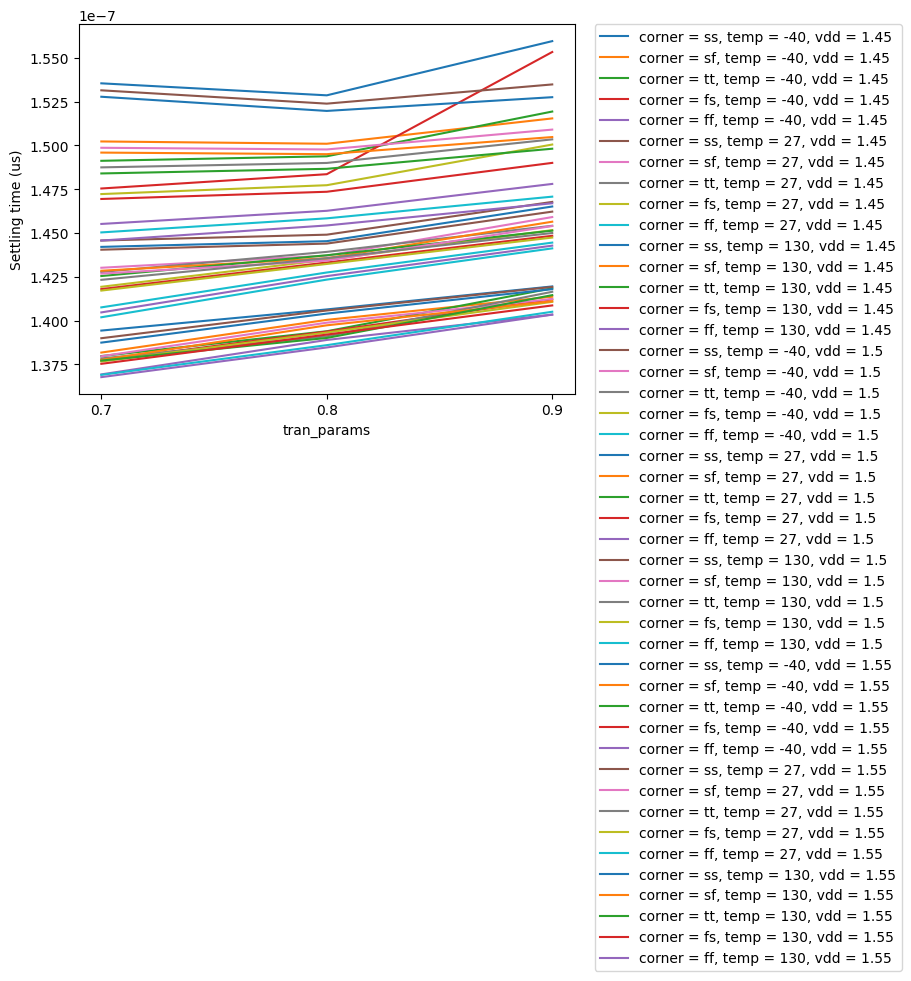 1e−7
1.550
1.525
1.500
1.475
1.450
1.425
1.400
1.375
Settling time (us)
0.7
0.8
0.9
tran_params
corner = ss, temp = -40, vdd = 1.45
corner = sf, temp = -40, vdd = 1.45
corner = tt, temp = -40, vdd = 1.45
corner = fs, temp = -40, vdd = 1.45
corner = ff, temp = -40, vdd = 1.45
corner = ss, temp = 27, vdd = 1.45
corner = sf, temp = 27, vdd = 1.45
corner = tt, temp = 27, vdd = 1.45
corner = fs, temp = 27, vdd = 1.45
corner = ff, temp = 27, vdd = 1.45
corner = ss, temp = 130, vdd = 1.45
corner = sf, temp = 130, vdd = 1.45
corner = tt, temp = 130, vdd = 1.45
corner = fs, temp = 130, vdd = 1.45
corner = ff, temp = 130, vdd = 1.45
corner = ss, temp = -40, vdd = 1.5
corner = sf, temp = -40, vdd = 1.5
corner = tt, temp = -40, vdd = 1.5
corner = fs, temp = -40, vdd = 1.5
corner = ff, temp = -40, vdd = 1.5
corner = ss, temp = 27, vdd = 1.5
corner = sf, temp = 27, vdd = 1.5
corner = tt, temp = 27, vdd = 1.5
corner = fs, temp = 27, vdd = 1.5
corner = ff, temp = 27, vdd = 1.5
corner = ss, temp = 130, vdd = 1.5
corner = sf, temp = 130, vdd = 1.5
corner = tt, temp = 130, vdd = 1.5
corner = fs, temp = 130, vdd = 1.5
corner = ff, temp = 130, vdd = 1.5
corner = ss, temp = -40, vdd = 1.55
corner = sf, temp = -40, vdd = 1.55
corner = tt, temp = -40, vdd = 1.55
corner = fs, temp = -40, vdd = 1.55
corner = ff, temp = -40, vdd = 1.55
corner = ss, temp = 27, vdd = 1.55
corner = sf, temp = 27, vdd = 1.55
corner = tt, temp = 27, vdd = 1.55
corner = fs, temp = 27, vdd = 1.55
corner = ff, temp = 27, vdd = 1.55
corner = ss, temp = 130, vdd = 1.55
corner = sf, temp = 130, vdd = 1.55
corner = tt, temp = 130, vdd = 1.55
corner = fs, temp = 130, vdd = 1.55
corner = ff, temp = 130, vdd = 1.55